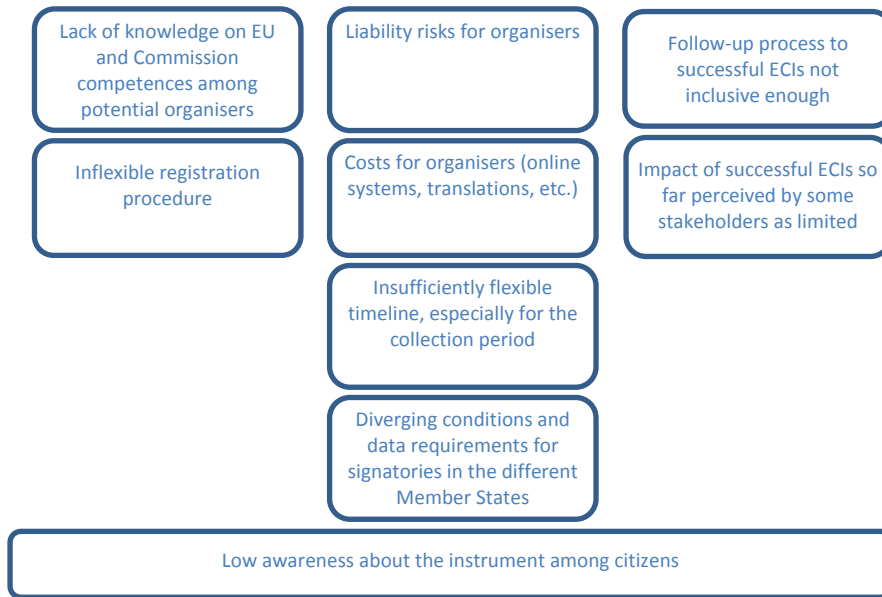 Lack of knowledge on EU
and Commission
competences among
potential organisers
Liability risks for organisers
Follow-up process to
successful ECIs not
inclusive enough
Inflexible registration
procedure
Costs for organisers (online
systems, translations, etc.)
Impact of successful ECIs so
far perceived by some
stakeholders as limited
Insufficiently flexible
timeline, especially for the
collection period
Diverging conditions and
data requirements for
signatories in the different
Member States
Low awareness about the instrument among citizens